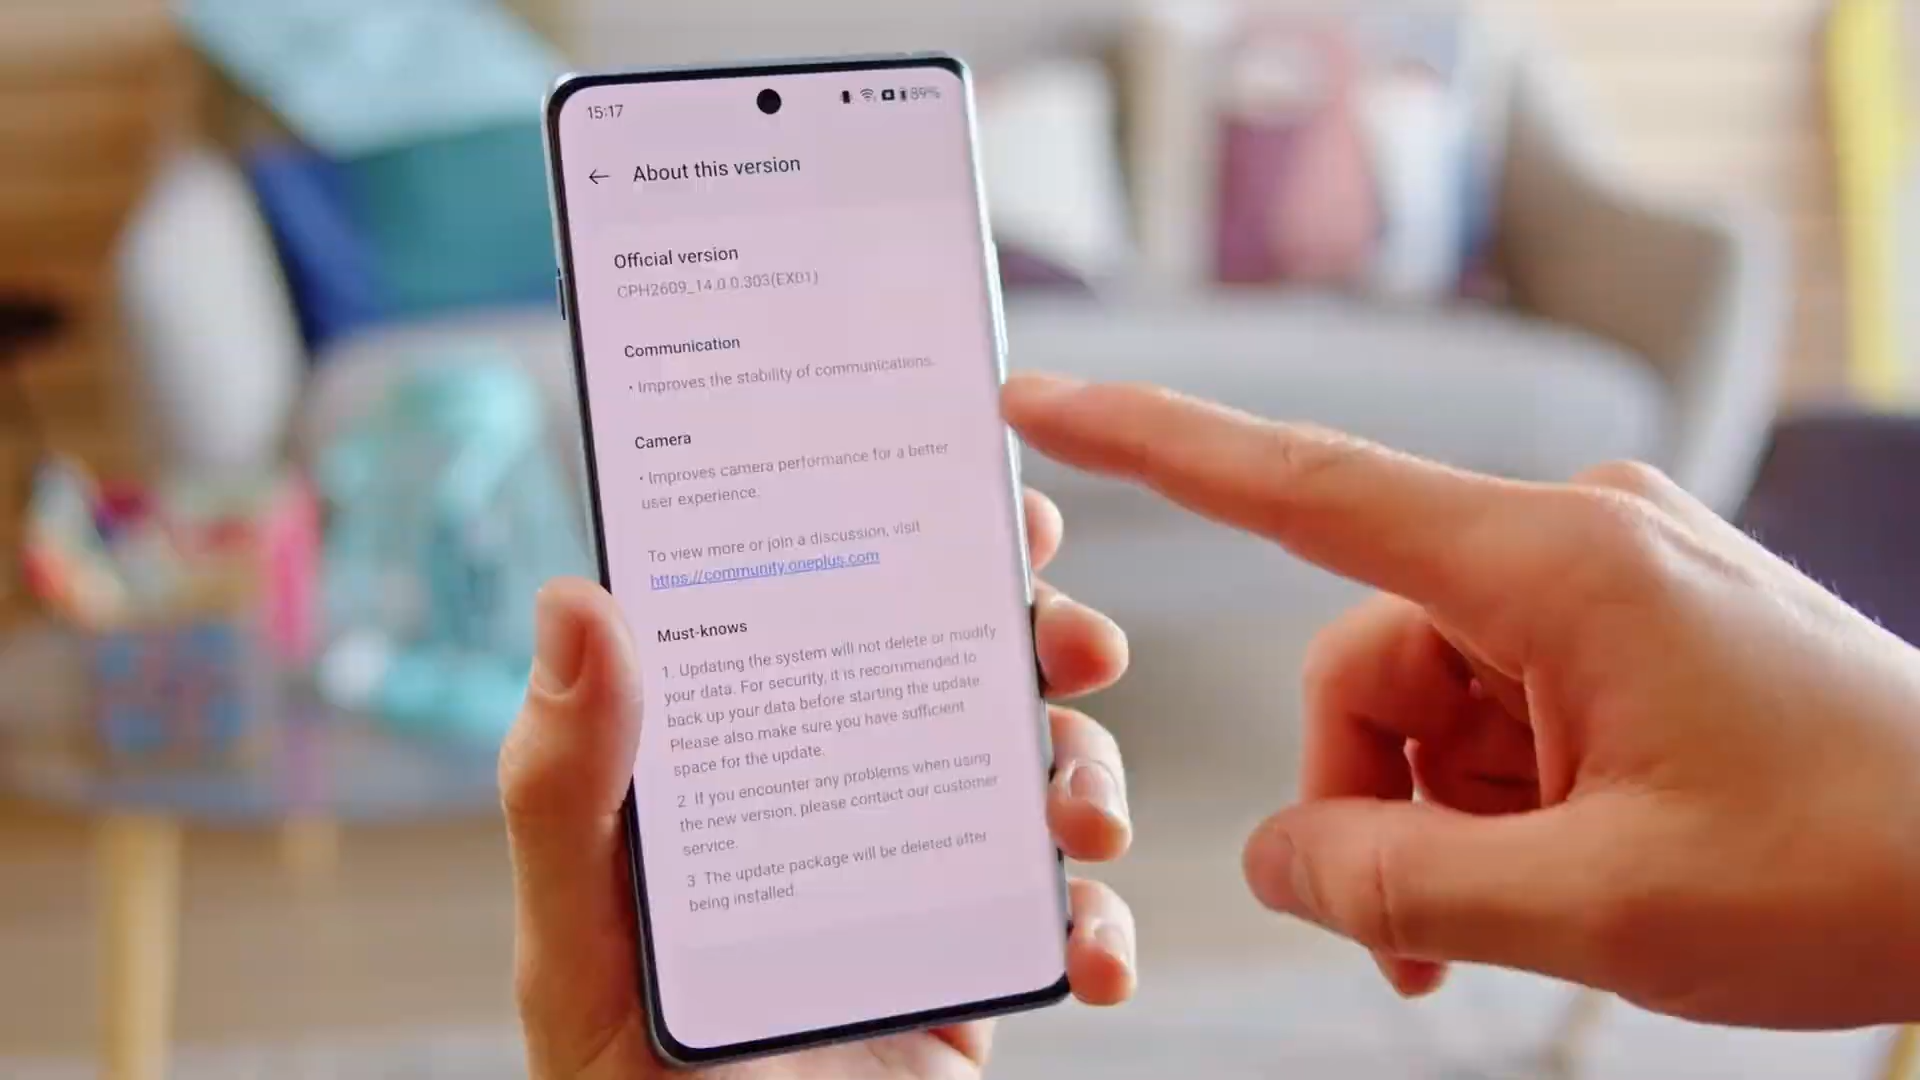 15:17
89%
About this version
Official version
CPH2609_14.0.0.303(EX01)
Communication
• Improves the stability of communications.
Camera
• Improves camera performance for a better
user experience.
To view more or join a discussion, visit
https://community.oneplus.com
Must-knows
1. Updating the system will not delete or modify
your data. For security, it is recommended to
back up your data before starting the update.
Please also make sure you have sufficient
space for the update.
2 If you encounter any problems when using
the new version, please contact our customer
service.
3 The update package will be deleted after
being installed.